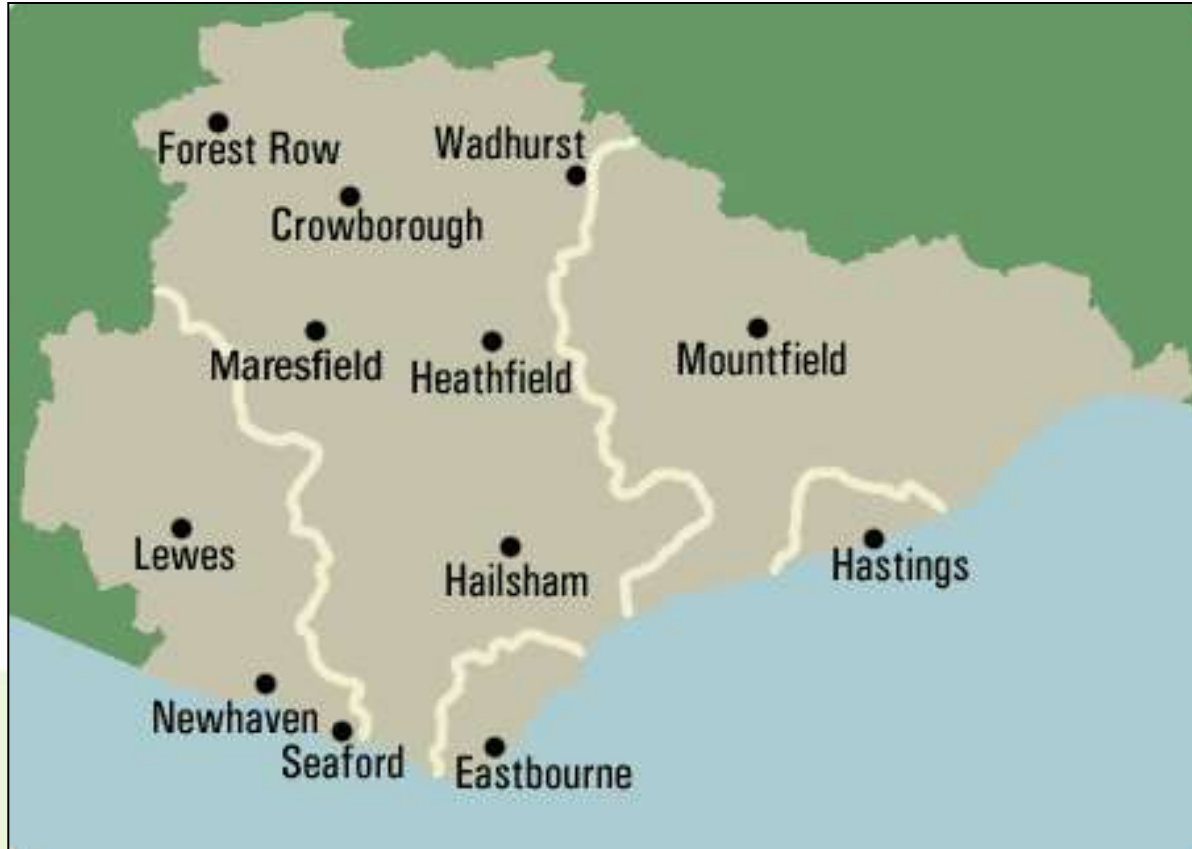 Forest Row
Wadhurst
Crowborough
Maresfield
Heathfield
Mountfield
Lewes
Hailsham
Hastings
Newhaven
Seaford
Eastbourne